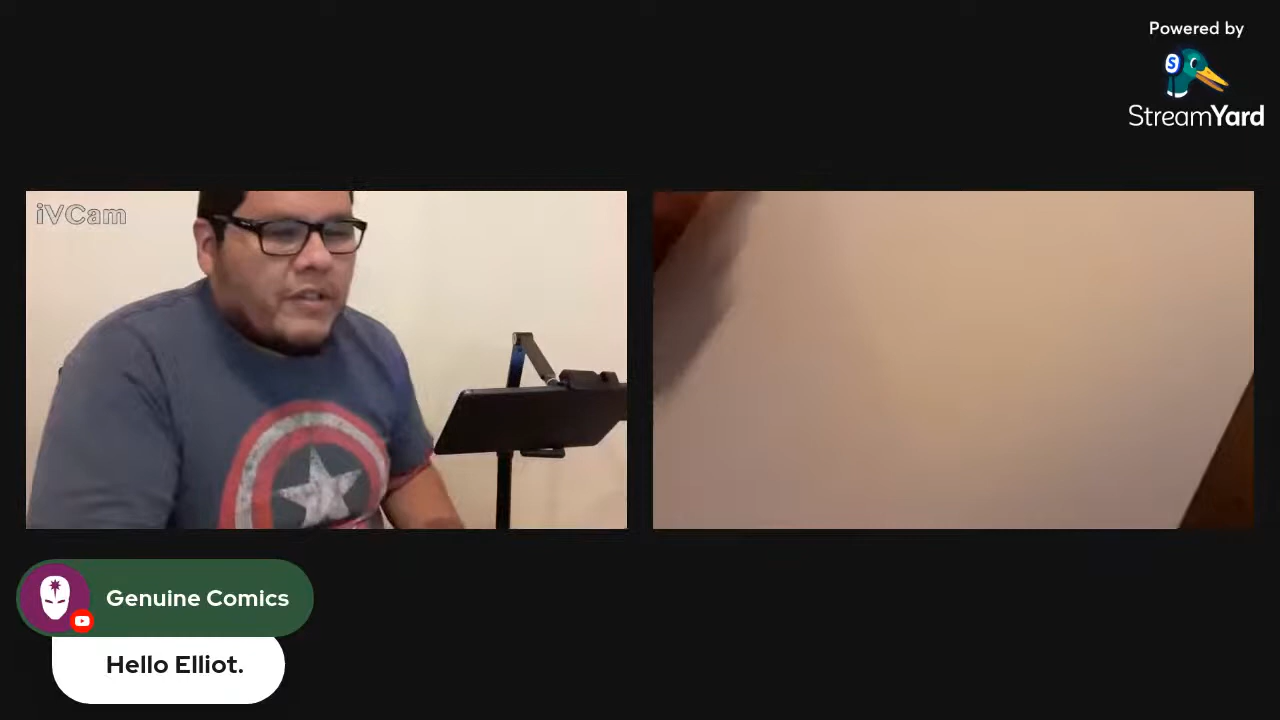 Powered by
S
StreamYard
iVCam
Genuine Comics
Hello Elliot.